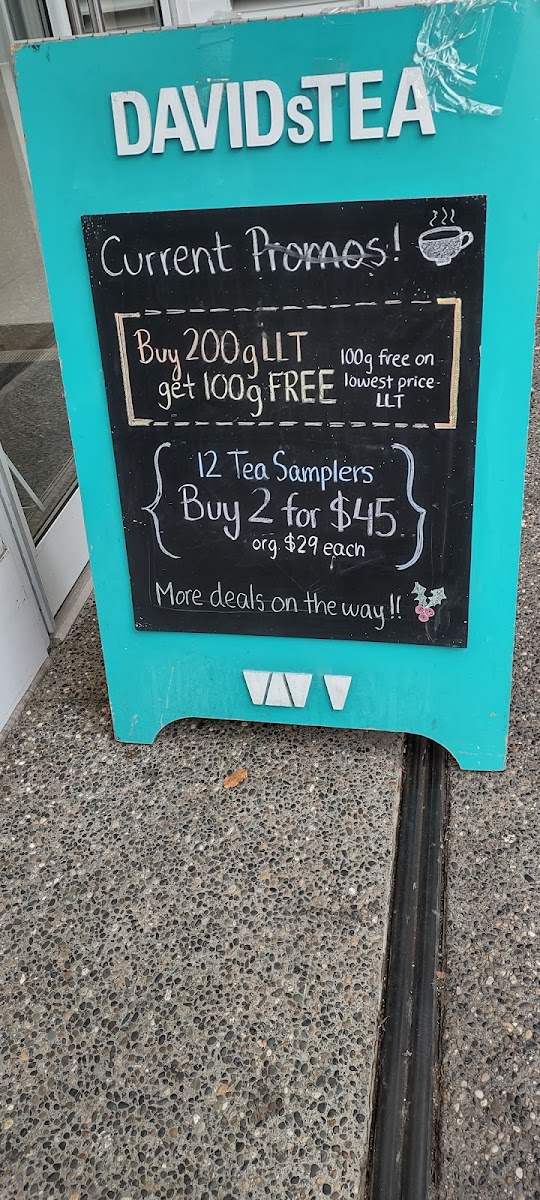 DAVIDsTEA
Current Promos!
Buy 200g LLT
get 100g FREE
100g free on
lowest price-
LLT
12 Tea Samplers
Buy 2 for $45
org. $29 each
More deals on the way!!